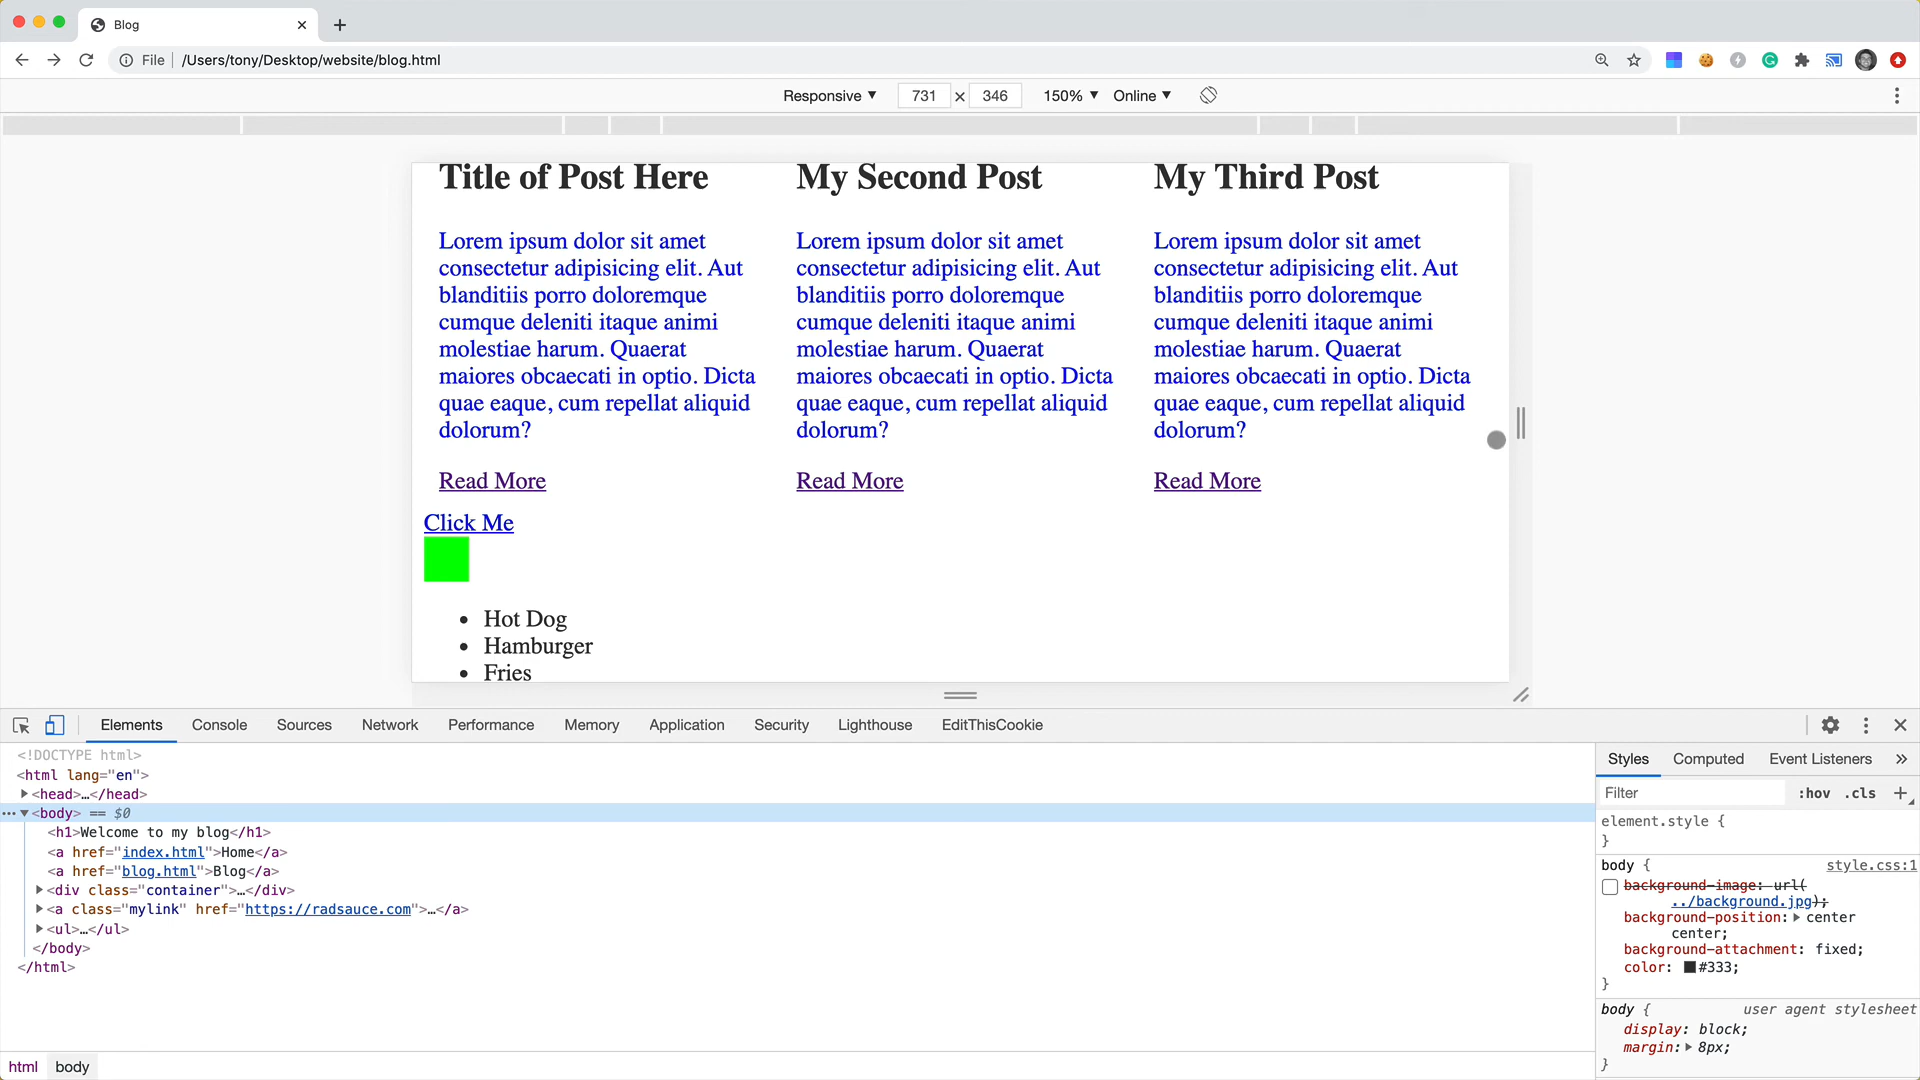 Blog
File /Users/tony/Desktop/website/blog.html
Responsive 731 × 346 150% Online
Title of Post Here
Lorem ipsum dolor sit amet
consectetur adipisicing elit. Aut
blanditiis porro doloremque
cumque deleniti itaque animi
molestiae harum. Quaerat
maiores obcaecati in optio. Dicta
quae eaque, cum repellat aliquid
dolorum?
Read More
My Second Post
Lorem ipsum dolor sit amet
consectetur adipisicing elit. Aut
blanditiis porro doloremque
cumque deleniti itaque animi
molestiae harum. Quaerat
maiores obcaecati in optio. Dicta
quae eaque, cum repellat aliquid
dolorum?
Read More
My Third Post
Lorem ipsum dolor sit amet
consectetur adipisicing elit. Aut
blanditiis porro doloremque
cumque deleniti itaque animi
molestiae harum. Quaerat
maiores obcaecati in optio. Dicta
quae eaque, cum repellat aliquid
dolorum?
Read More
Click Me
Hot Dog
Hamburger
Fries
Elements Console Sources Network Performance Memory Application Security Lighthouse EditThisCookie
<!DOCTYPE html>
<html lang="en">
<head>…</head>
<body> == $0
<h1>Welcome to my blog</h1>
<a href="index.html">Home</a>
<a href="blog.html">Blog</a>
<div class="container">…</div>
<a class="mylink" href="https://radsauce.com">…</a>
<ul>…</ul>
</body>
</html>
html body
Styles Computed Event Listeners »
Filter :hov .cls +
element.style {
}
body { style.css:1
background-image: url(
../background.jpg);
background-position: center
center;
background-attachment: fixed;
color: #333;
}
body { user agent stylesheet
display: block;
margin: 8px;
}